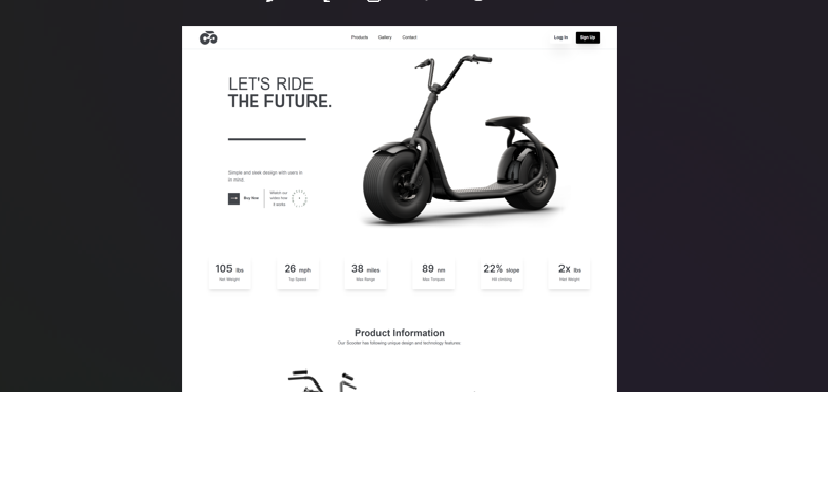 Products Gallery Contact
Logg In
Sign Up
LET'S RIDE
THE FUTURE.
Simple and sleek design with users in
in mind.
Buy Now
105 lbs
Net Weight
26 mph
Top Speed
38 miles
Max Range
89 nm
Max Torques
22% slope
Hill climbing
2x lbs
Rider Weight
Product Information
Our Scooter has following unique design and technology features.